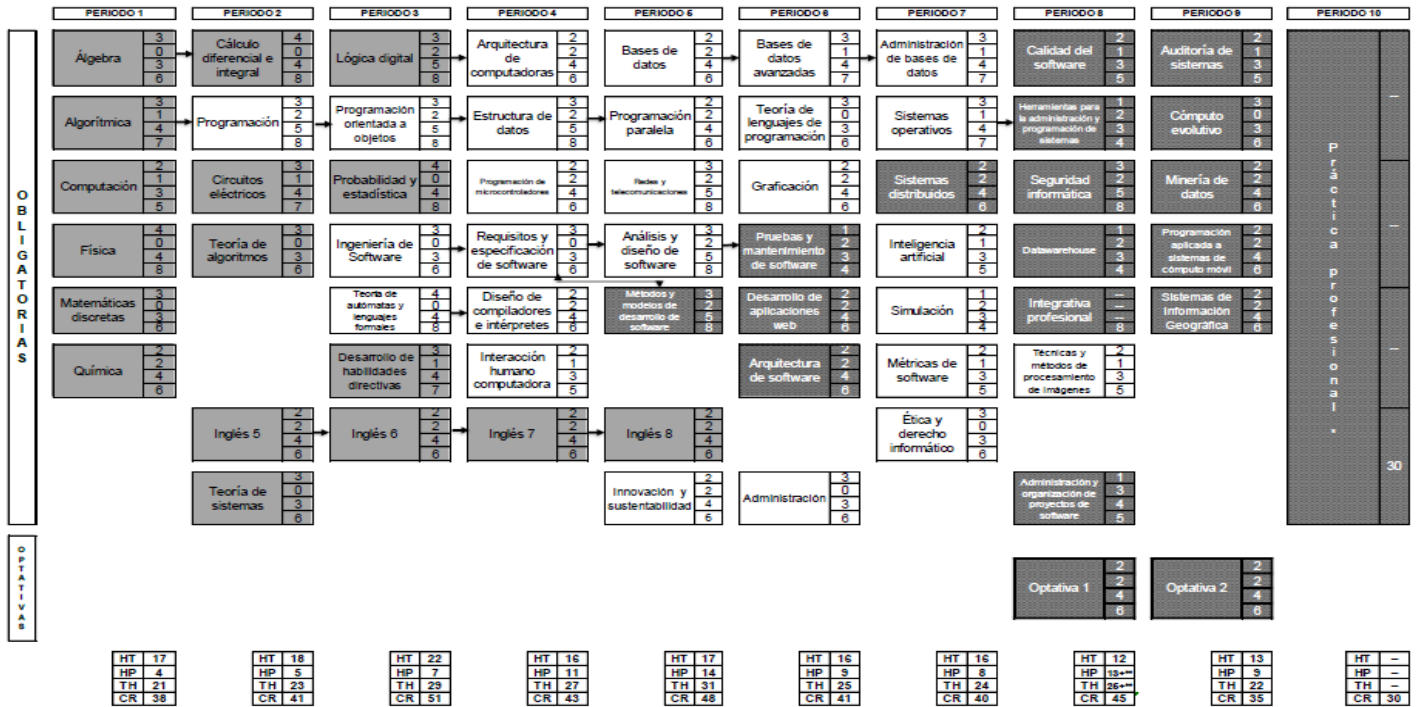 PERIODO 1
PERIODO 2
PERIODO 3
PERIODO 4
PERIODO 5
PERIODO 6
PERIODO 7
PERIODO 8
PERIODO 9
PERIODO 10
OBLIGATORIAS
Álgebra
3
0
3
6
Cálculo
diferencial e
integral
4
0
4
8
Lógica digital
3
2
5
8
Arquitectura
de
computadoras
2
2
4
6
Bases de
datos
2
2
4
6
Bases de
datos
avanzadas
3
1
4
7
Administración
de bases de
datos
3
1
4
7
Calidad del
software
2
1
3
5
Auditoría de
sistemas
2
1
3
5
Algorítmica
3
1
4
7
Programación
3
2
5
8
Programación
orientada a
objetos
3
2
5
8
Estructura de
datos
3
2
5
8
Programación
paralela
2
2
4
6
Teoría de
lenguajes de
programación
3
0
3
6
Sistemas
operativos
3
1
4
7
Herramientas para
la administración y
programación de
sistemas
1
2
3
4
Cómputo
evolutivo
3
0
3
6
Computación
2
1
3
5
Circuitos
eléctricos
3
1
4
7
Probabilidad y
estadística
4
0
4
8
Programación de
microcontroladores
2
2
4
6
Redes y
telecomunicaciones
3
2
5
8
Graficación
2
2
4
6
Sistemas
distribuidos
2
2
4
6
Seguridad
informática
3
2
5
8
Minería de
datos
2
2
4
6
Física
4
0
4
8
Teoría de
algoritmos
3
0
3
6
Ingeniería de
Software
3
0
3
6
Requisitos y
especificación
de software
3
0
3
6
Análisis y
diseño de
software
3
2
5
8
Pruebas y
mantenimiento
de software
1
2
3
4
Inteligencia
artificial
2
1
3
5
Datawarehouse
1
2
3
4
Programación
aplicada a
sistemas de
cómputo móvil
2
2
4
6
Matemáticas
discretas
3
0
3
6
Teoría de
autómatas y
lenguajes
formales
4
0
4
8
Diseño de
compiladores
e intérpretes
2
2
4
6
Métodos y
modelos de
desarrollo de
software
3
2
5
8
Desarrollo de
aplicaciones
web
2
2
4
6
Simulación
1
2
3
4
Integrativa
profesional
–
–
–
8
Sistemas de
Información
Geográfica
2
2
4
6
Química
2
2
4
6
Desarrollo de
habilidades
directivas
3
1
4
7
Interacción
humano
computadora
2
1
3
5
Arquitectura
de software
2
2
4
6
Métricas de
software
2
1
3
5
Técnicas y
métodos de
procesamiento
de imágenes
2
1
3
5
Inglés 5
2
2
4
6
Inglés 6
2
2
4
6
Inglés 7
2
2
4
6
Inglés 8
2
2
4
6
Ética y
derecho
informático
3
0
3
6
Teoría de
sistemas
3
0
3
6
Innovación y
sustentabilidad
2
2
4
6
Administración
3
0
3
6
Administración y
organización de
proyectos de
software
1
3
4
5
Práctica profesional *
–
–
–
30
OPTATIVAS
Optativa 1
2
2
4
6
Optativa 2
2
2
4
6
HT 17
HP 4
TH 21
CR 38
HT 18
HP 5
TH 23
CR 41
HT 22
HP 7
TH 29
CR 51
HT 16
HP 11
TH 27
CR 43
HT 17
HP 14
TH 31
CR 48
HT 16
HP 9
TH 25
CR 41
HT 16
HP 8
TH 24
CR 40
HT 12
HP 13+**
TH 25+**
CR 45
HT 13
HP 9
TH 22
CR 35
HT –
HP –
TH –
CR 30